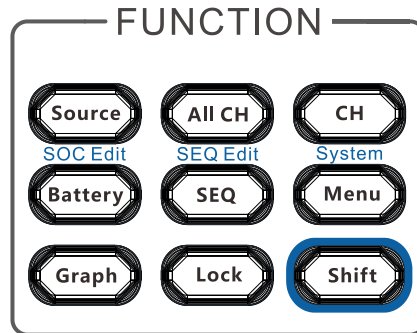 FUNCTION
Source All CH CH
SOC Edit SEQ Edit System
Battery SEQ Menu
Graph Lock Shift